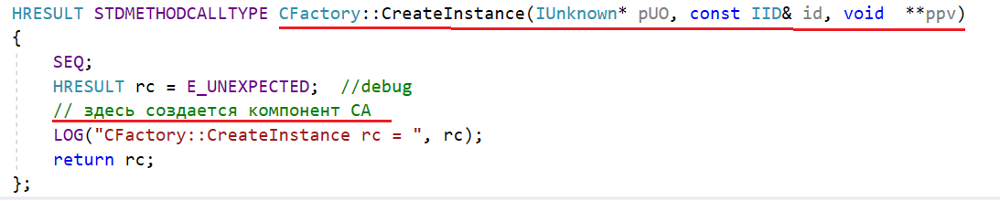 HRESULT STDMETHODCALLTYPE CFactory::CreateInstance(IUnknown* pUO, const IID& id, void  **ppv)
{
    SEQ;
    HRESULT rc = E_UNEXPECTED;  //debug
    // здесь создается компонент CA
    LOG("CFactory::CreateInstance rc = ", rc);
    return rc;
};